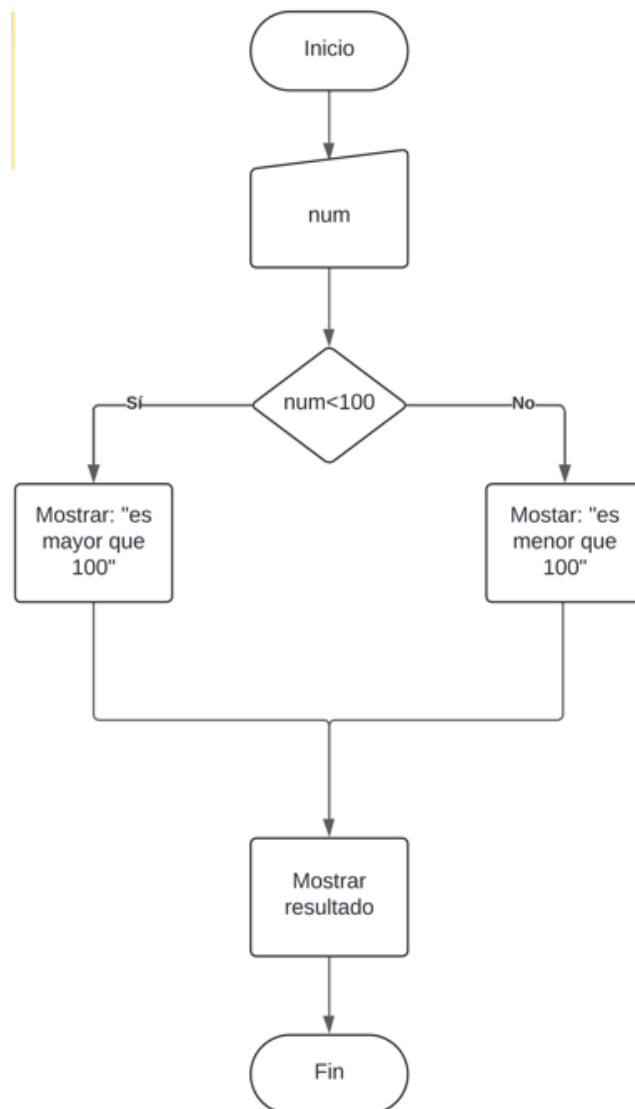 Inicio
num
num<100
Sí
No
Mostrar: "es
mayor que
100"
Mostar: "es
menor que
100"
Mostrar
resultado
Fin